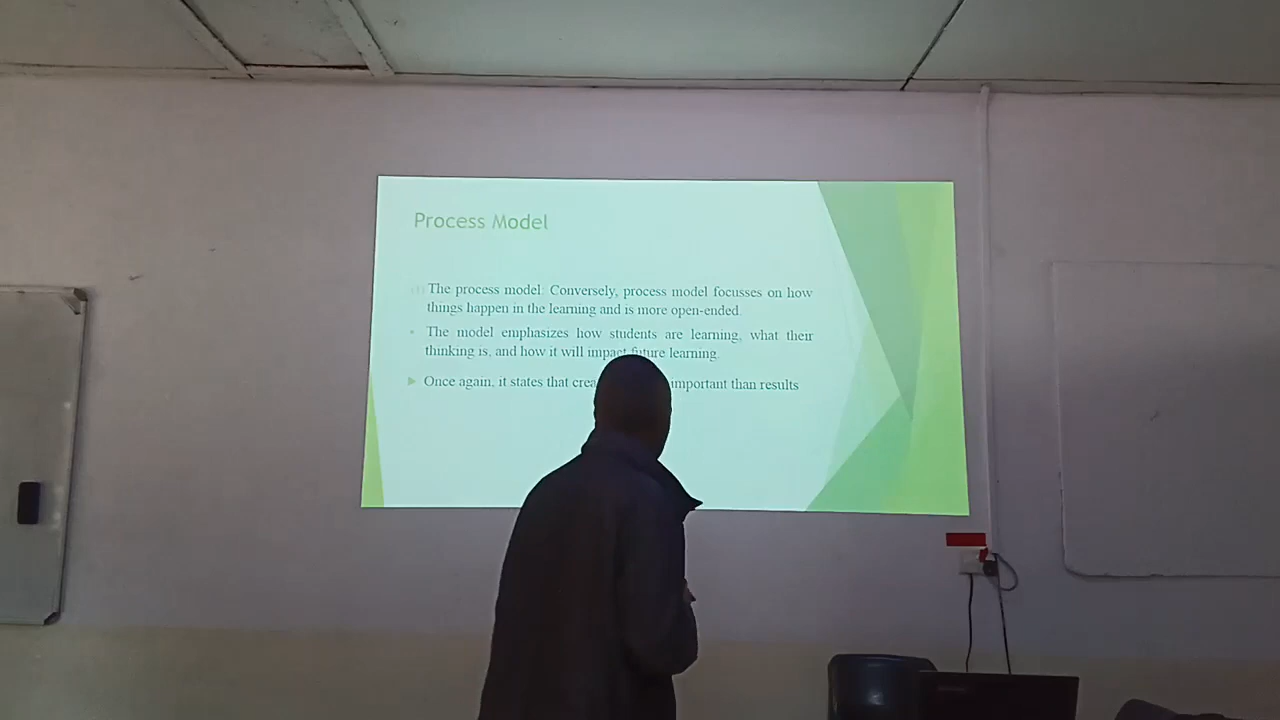 Process Model
The process model: Conversely, process model focusses on how
things happen in the learning and is more open-ended.
The model emphasizes how students are learning, what their
thinking is, and how it will impact future learning.
Once again, it states that important than results